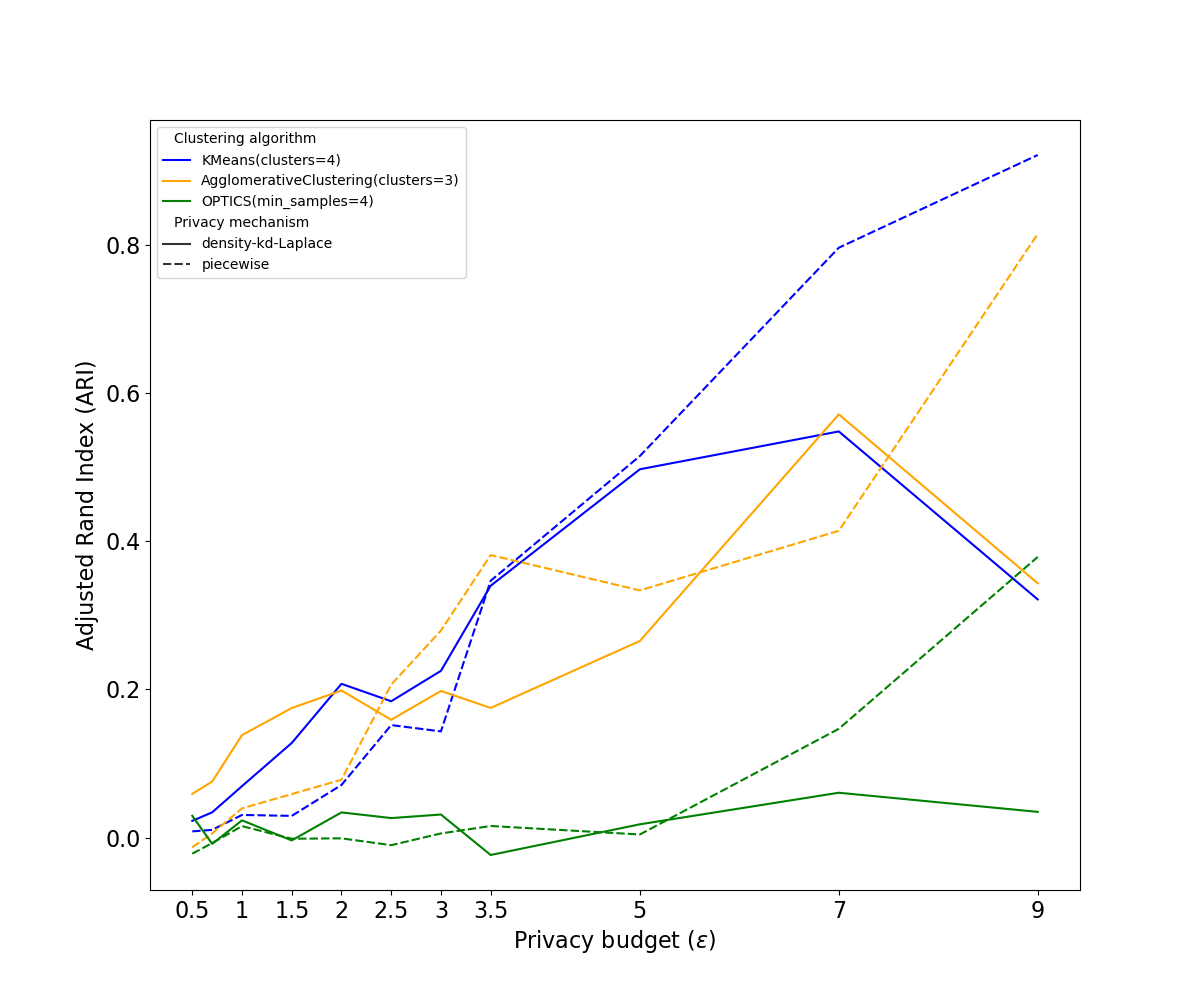 Clustering algorithm
KMeans(clusters=4)
AgglomerativeClustering(clusters=3)
OPTICS(min_samples=4)
Privacy mechanism
density-kd-Laplace
piecewise
0.8
0.6
0.4
0.2
0.0
Adjusted Rand Index (ARI)
0.5 1 1.5 2 2.5 3 3.5 5 7 9
Privacy budget (ε)